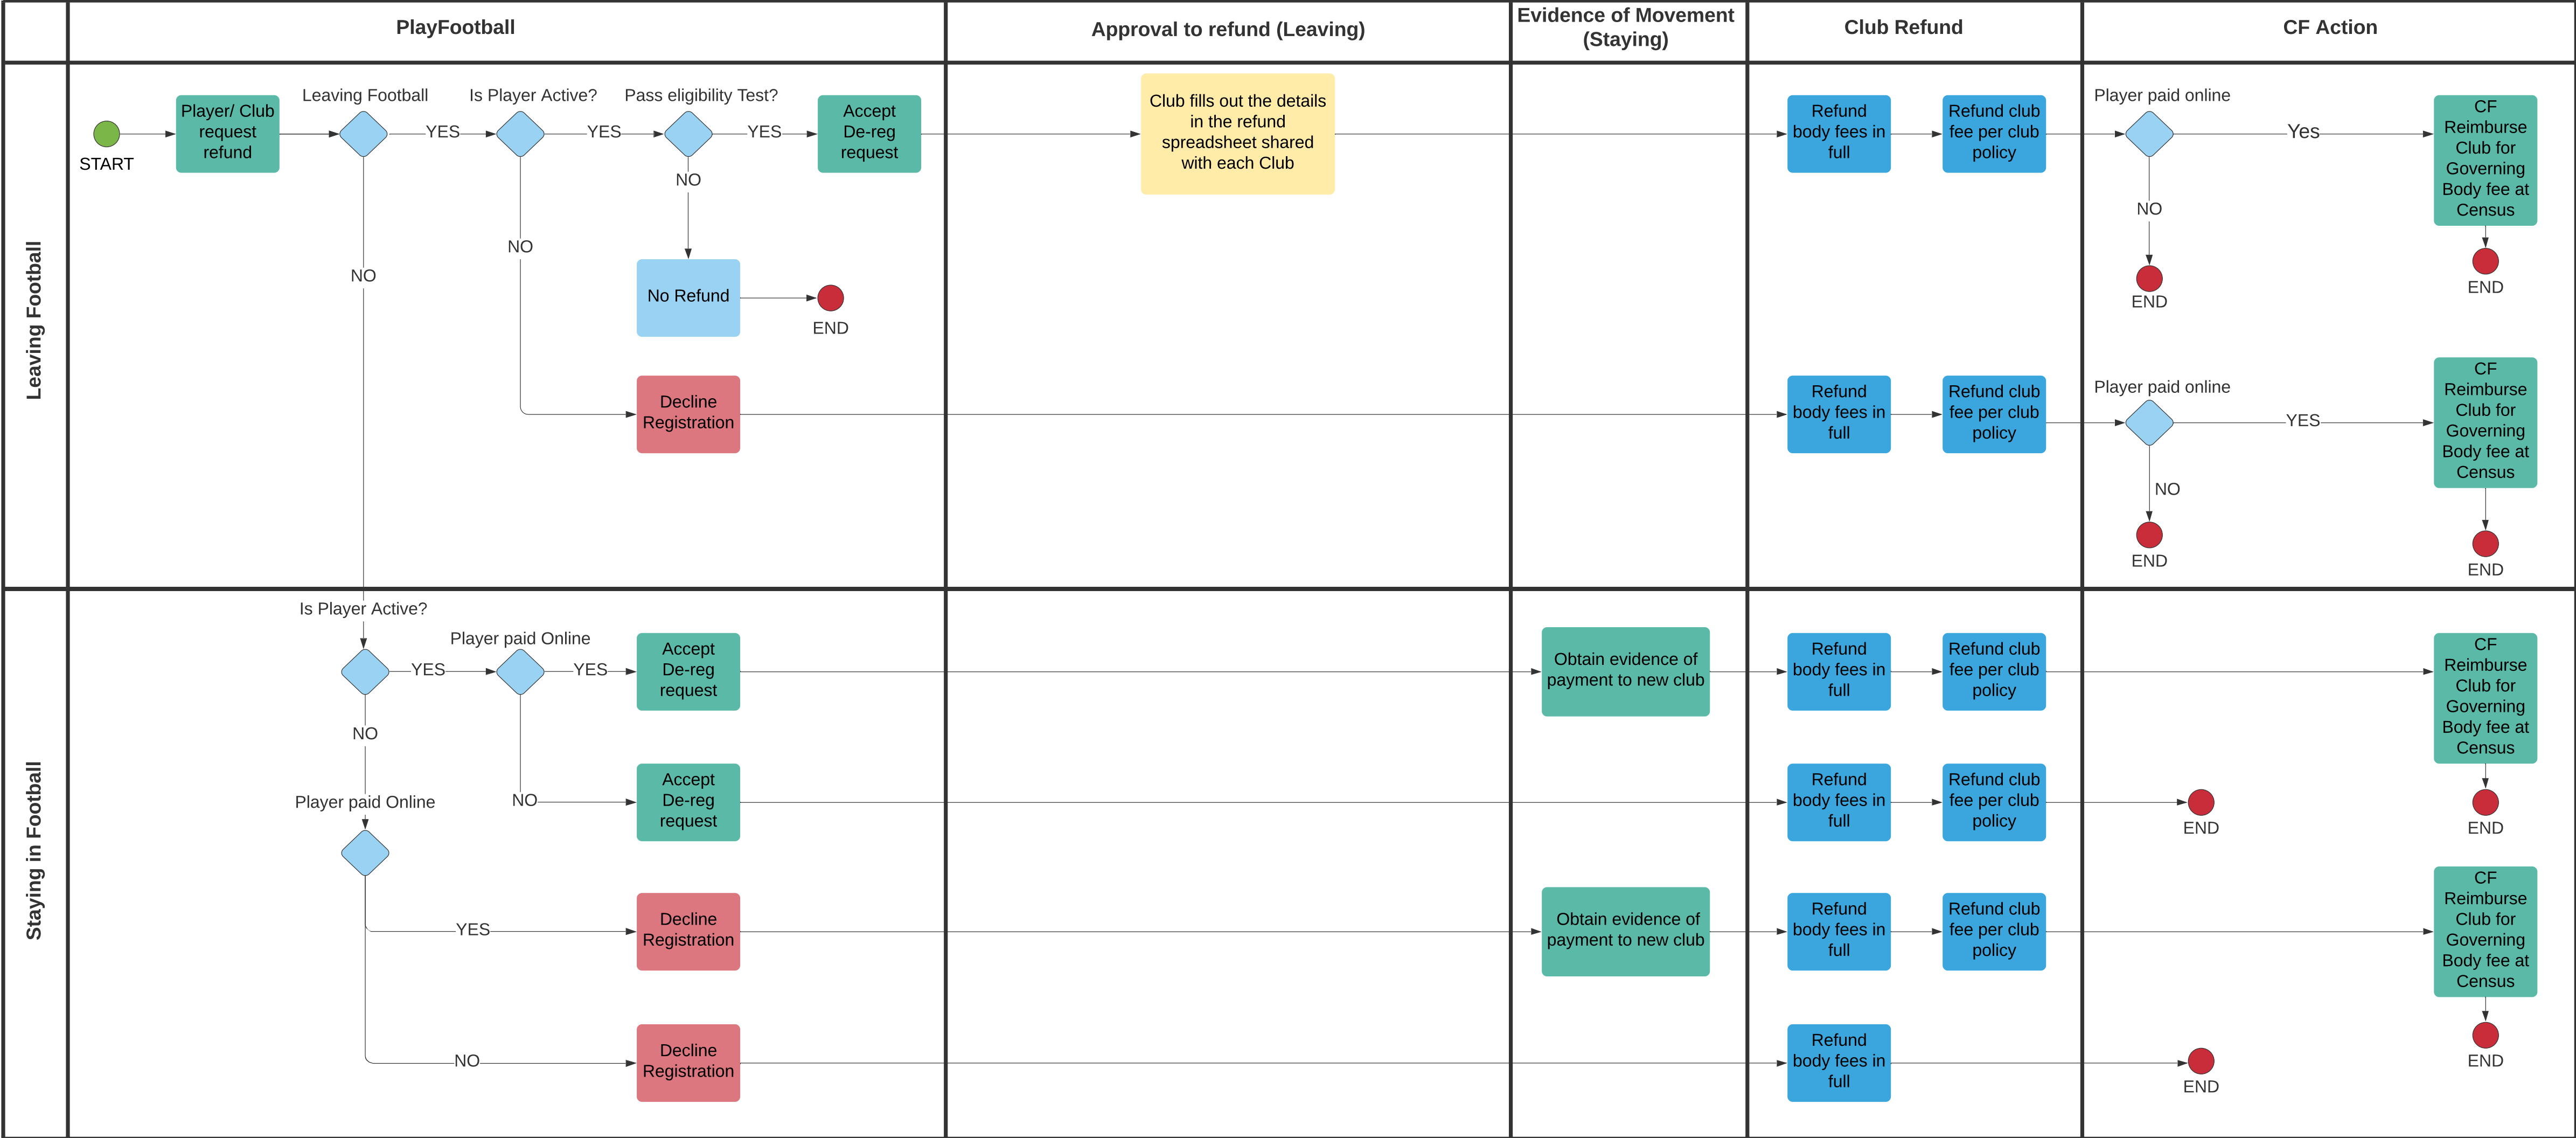 PlayFootball
Approval to refund (Leaving)
Evidence of Movement
(Staying)
Club Refund
CF Action
Leaving Football
START
Player/ Club
request
refund
Leaving Football
YES
NO
Is Player Active?
YES
NO
Pass eligibility Test?
YES
NO
Accept
De-reg
request
No Refund
END
Decline
Registration
Club fills out the details
in the refund
spreadsheet shared
with each Club
Refund
body fees in
full
Refund club
fee per club
policy
Player paid online
Yes
NO
END
CF
Reimburse
Club for
Governing
Body fee at
Census
END
Refund
body fees in
full
Refund club
fee per club
policy
Player paid online
YES
NO
END
CF
Reimburse
Club for
Governing
Body fee at
Census
END
Staying in Football
Is Player Active?
YES
NO
Player paid Online
YES
NO
Accept
De-reg
request
Obtain evidence of
payment to new club
Refund
body fees in
full
Refund club
fee per club
policy
CF
Reimburse
Club for
Governing
Body fee at
Census
END
Accept
De-reg
request
Refund
body fees in
full
Refund club
fee per club
policy
END
Player paid Online
YES
NO
Decline
Registration
Obtain evidence of
payment to new club
Refund
body fees in
full
Refund club
fee per club
policy
CF
Reimburse
Club for
Governing
Body fee at
Census
END
Decline
Registration
Refund
body fees in
full
END